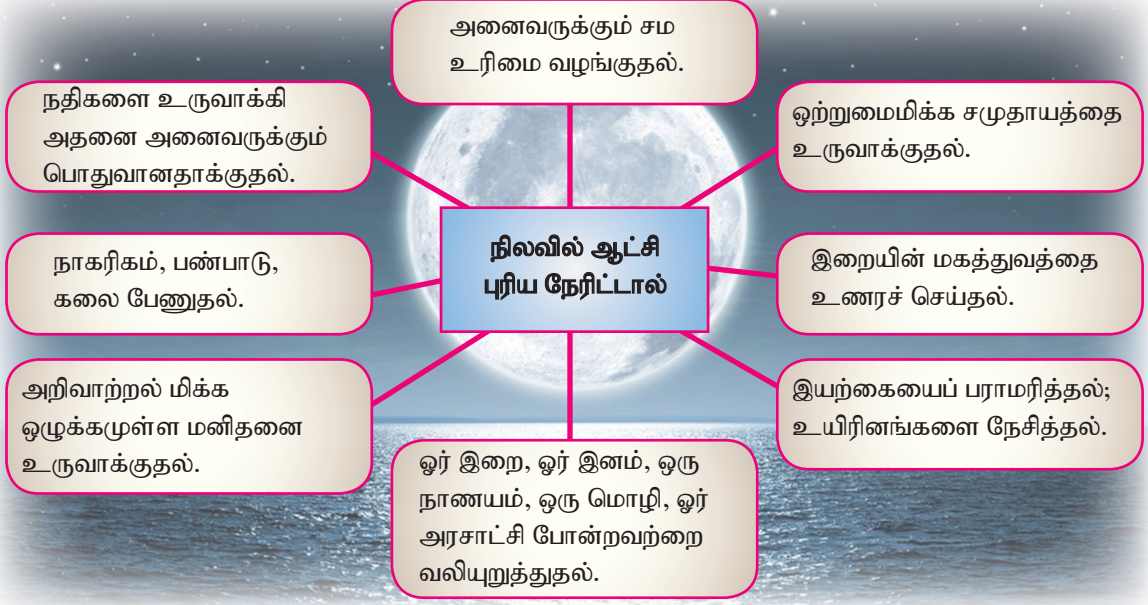 அனைவருக்கும் சம
உரிமை வழங்குதல்.
நதிகளை உருவாக்கி
அதனை அனைவருக்கும்
பொதுவானதாக்குதல்.
ஒற்றுமைமிக்க சமுதாயத்தை
உருவாக்குதல்.
நிலவில் ஆட்சி
புரிய நேரிட்டால்
நாகரிகம், பண்பாடு,
கலை பேணுதல்.
இறையின் மகத்துவத்தை
உணரச் செய்தல்.
அறிவாற்றல் மிக்க
ஒழுக்கமுள்ள மனிதனை
உருவாக்குதல்.
இயற்கையைப் பராமரித்தல்;
உயிரினங்களை நேசித்தல்.
ஓர் இறை, ஓர் இனம், ஒரு
நாணயம், ஒரு மொழி, ஓர்
அரசாட்சி போன்றவற்றை
வலியுறுத்துதல்.